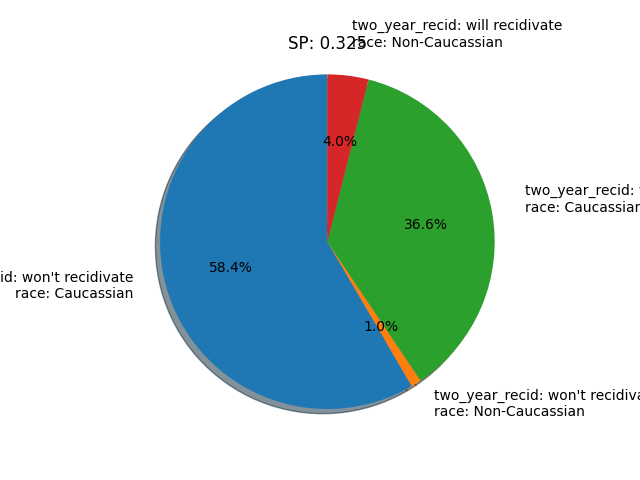 two_year_recid: will recidivate
race: Non-Caucassian
SP: 0.325
4.0%
two_year_recid:
race: Caucassian
36.6%
58.4%
id: won't recidivate
race: Caucassian
1.0%
two_year_recid: won't recidiva
race: Non-Caucassian